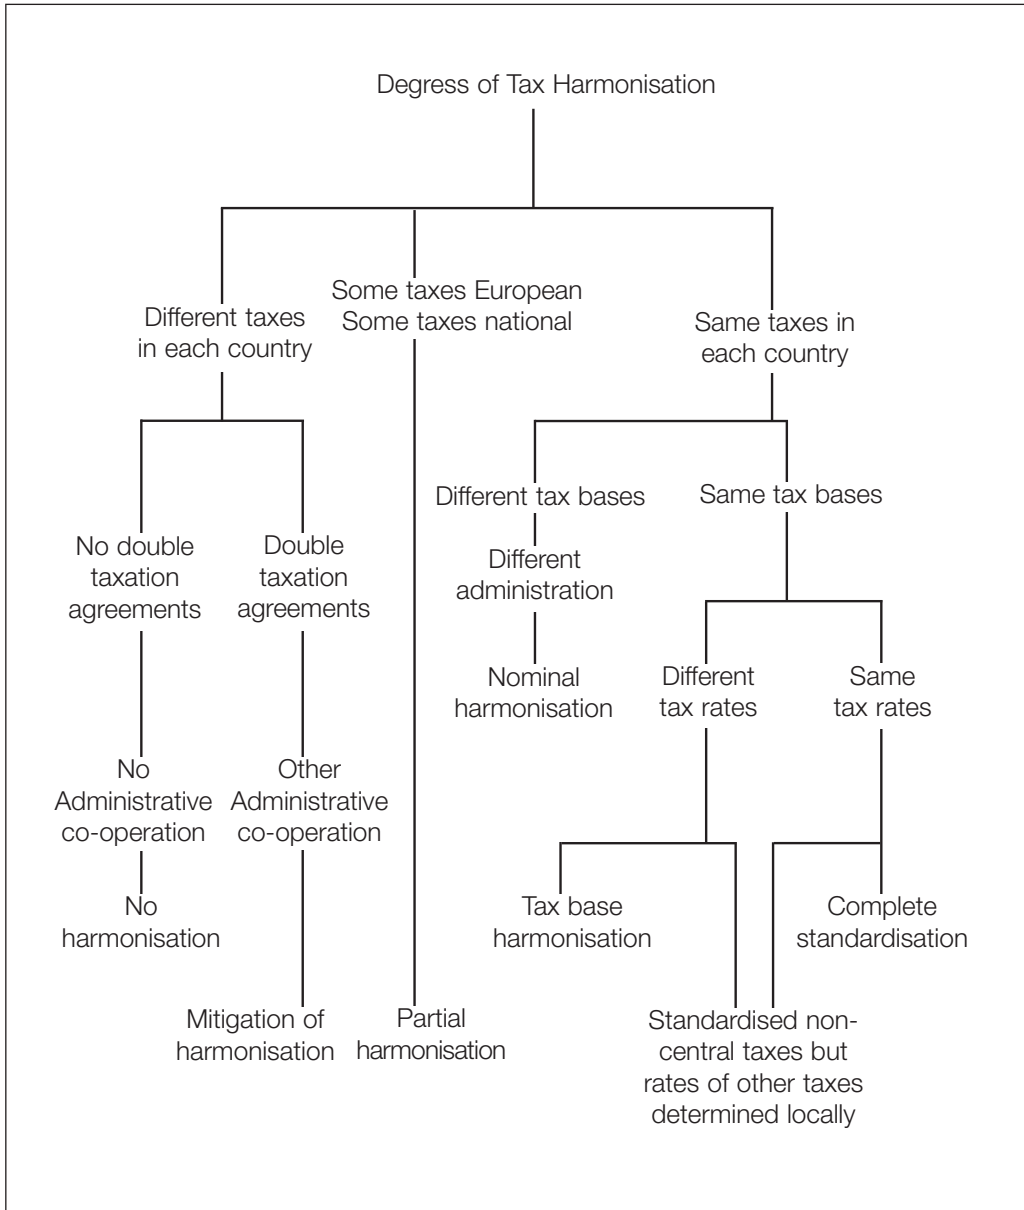 Degress of Tax Harmonisation
Some taxes European
Some taxes national
Different taxes
in each country
Same taxes in
each country
Different tax bases
Same tax bases
No double
taxation
agreements
Double
taxation
agreements
Different
administration
Nominal
harmonisation
Different
tax rates
Same
tax rates
No
Administrative
co-operation
Other
Administrative
co-operation
No
harmonisation
Tax base
harmonisation
Complete
standardisation
Mitigation of
harmonisation
Partial
harmonisation
Standardised non-
central taxes but
rates of other taxes
determined locally